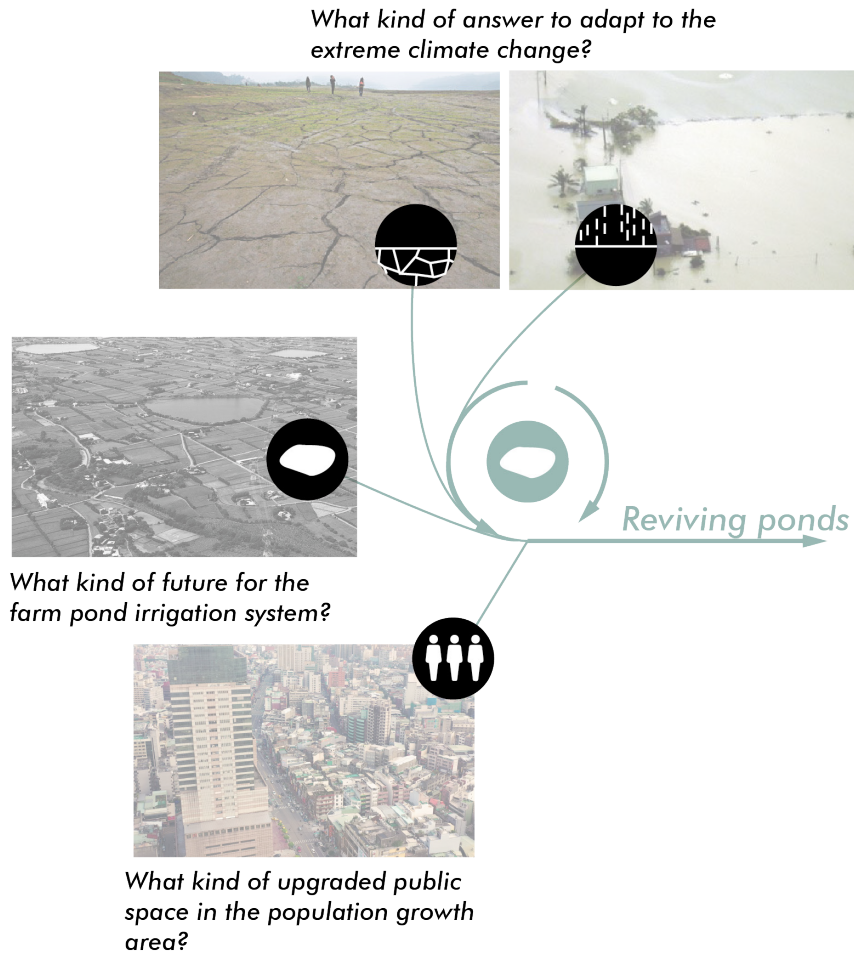 What kind of answer to adapt to the
extreme climate change?
Reviving ponds
What kind of future for the
farm pond irrigation system?
What kind of upgraded public
space in the population growth
area?